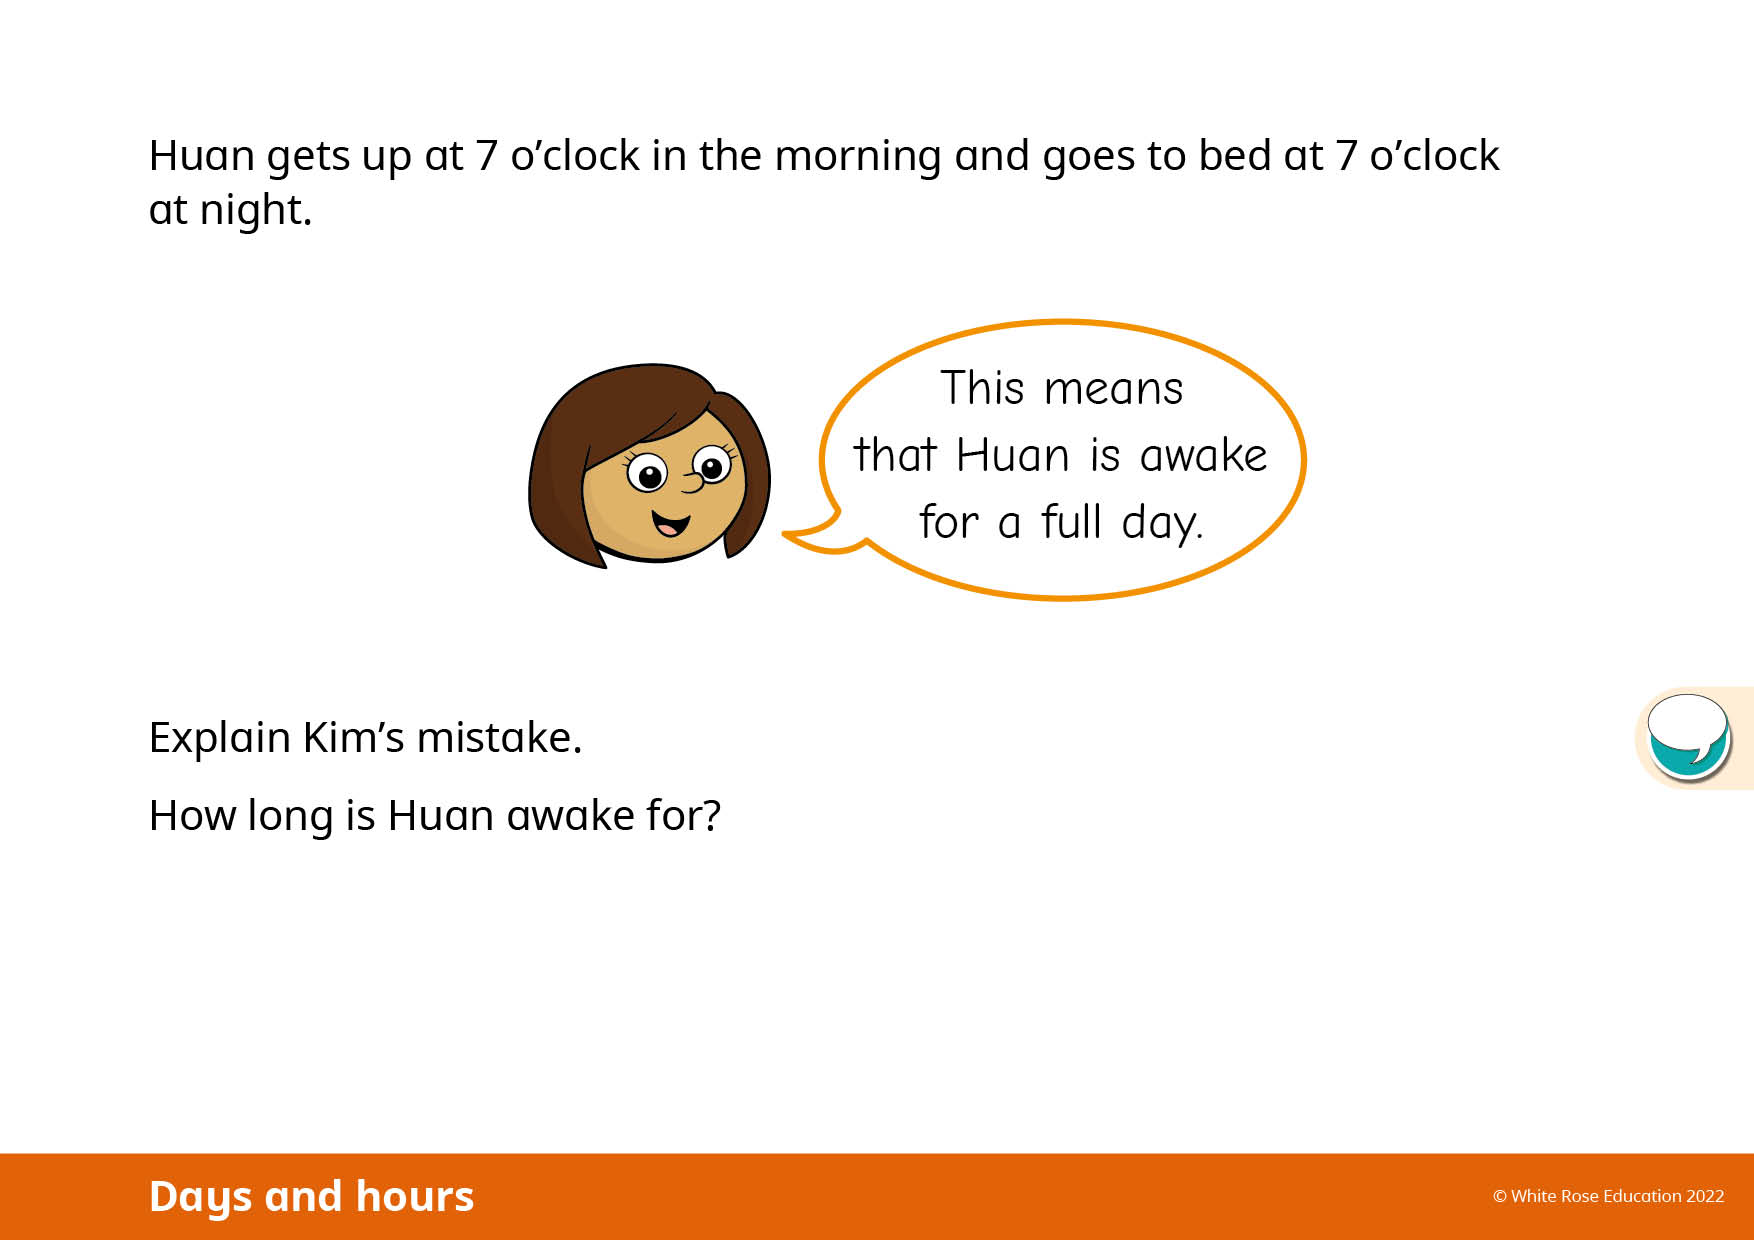 Huan gets up at 7 o’clock in the morning and goes to bed at 7 o’clock
at night.
This means
that Huan is awake
for a full day.
Explain Kim’s mistake.
How long is Huan awake for?
Days and hours
© White Rose Education 2022